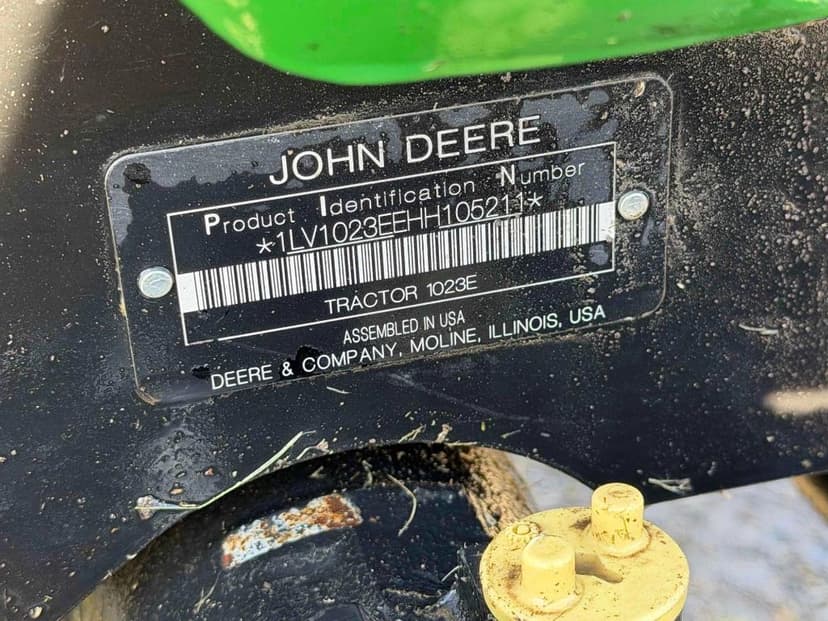 JOHN DEERE
Product Identification Number
*1LV1023EEHH105211*
TRACTOR 1023E
ASSEMBLED IN USA
DEERE & COMPANY, MOLINE, ILLINOIS, USA